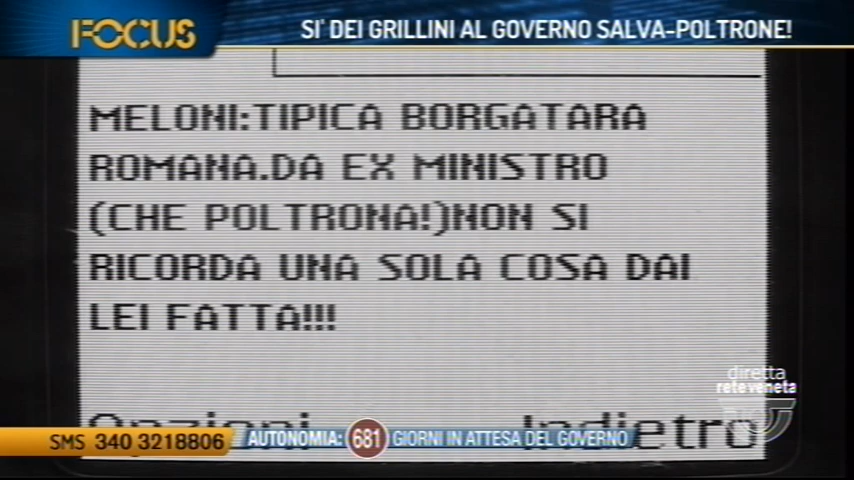 FOCUS
SI' DEI GRILLINI AL GOVERNO SALVA-POLTRONE!
MELONI:TIPICA BORGATARA
ROMANA.DA EX MINISTRO
(CHE POLTRONA!)NON SI
RICORDA UNA SOLA COSA DAI
LEI FATTA!!!
diretta
reteveneta
Opzioni Indietro
SMS 340 3218806 AUTONOMIA: 681 GIORNI IN ATTESA DEL GOVERNO